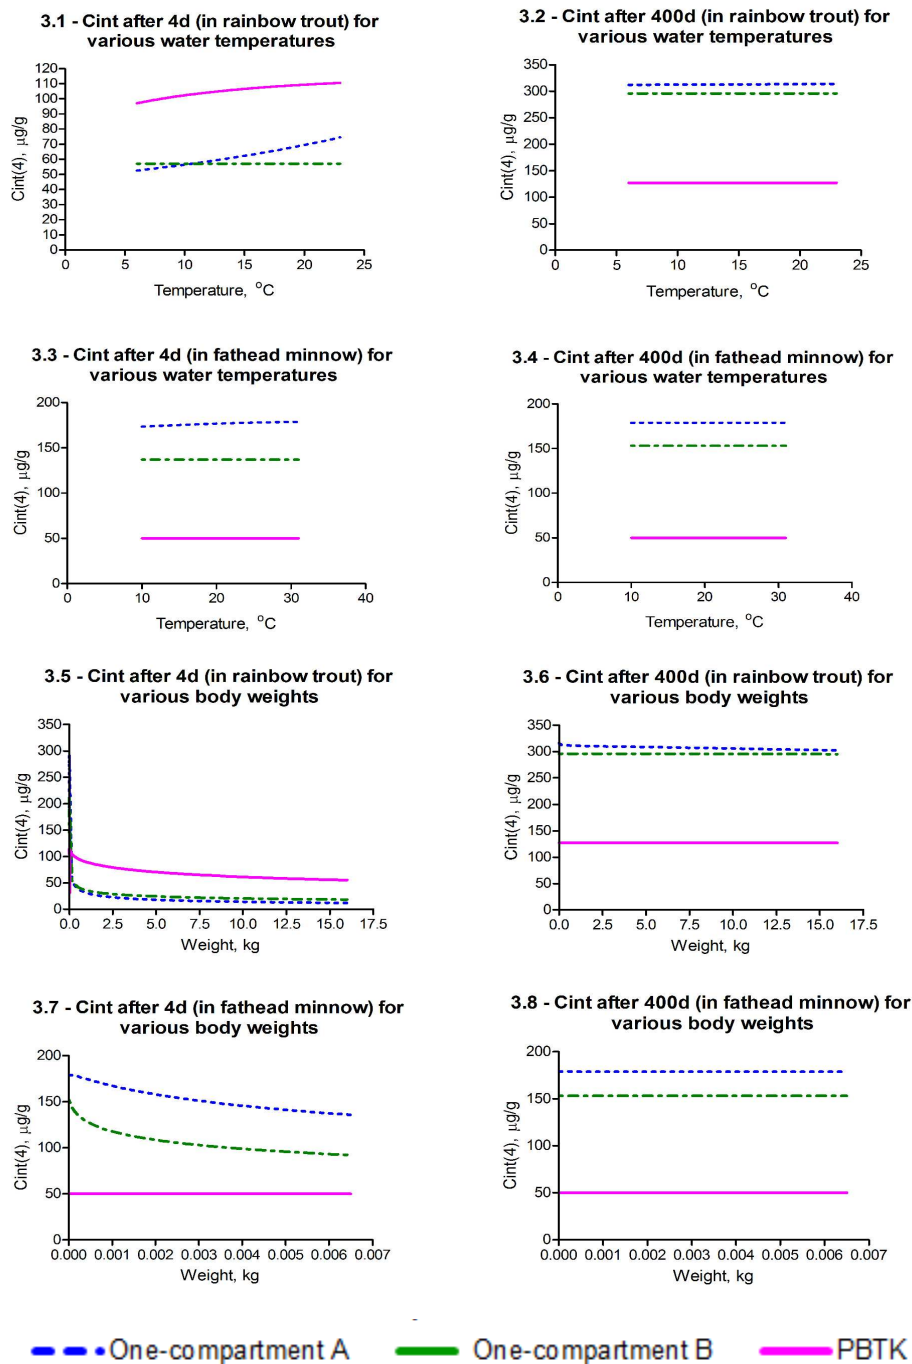 3.1 - Cint after 4d (in rainbow trout) for
various water temperatures
120
110
100
90
80
70
60
50
40
30
20
10
0
Cint(4), µg/g
0 5 10 15 20 25
Temperature, °C
3.2 - Cint after 400d (in rainbow trout) for
various water temperatures
350
300
250
200
150
100
50
0
Cint(4), µg/g
0 5 10 15 20 25
Temperature, °C
3.3 - Cint after 4d (in fathead minnow) for
various water temperatures
200
150
100
50
0
Cint(4), µg/g
0 10 20 30 40
Temperature, °C
3.4 - Cint after 400d (in fathead minnow) for
various water temperatures
200
150
100
50
0
Cint(4), µg/g
0 10 20 30 40
Temperature, °C
3.5 - Cint after 4d (in rainbow trout) for
various body weights
350
300
250
200
150
100
50
0
Cint(4), µg/g
0.0 2.5 5.0 7.5 10.0 12.5 15.0 17.5
Weight, kg
3.6 - Cint after 400d (in rainbow trout) for
various body weights
350
300
250
200
150
100
50
0
Cint(4), µg/g
0.0 2.5 5.0 7.5 10.0 12.5 15.0 17.5
Weight, kg
3.7 - Cint after 4d (in fathead minnow) for
various body weights
200
150
100
50
0
Cint(4), µg/g
0.000 0.001 0.002 0.003 0.004 0.005 0.006 0.007
Weight, kg
3.8 - Cint after 400d (in fathead minnow) for
various body weights
200
150
100
50
0
Cint(4), µg/g
0.000 0.001 0.002 0.003 0.004 0.005 0.006 0.007
Weight, kg
One-compartment A One-compartment B PBTK